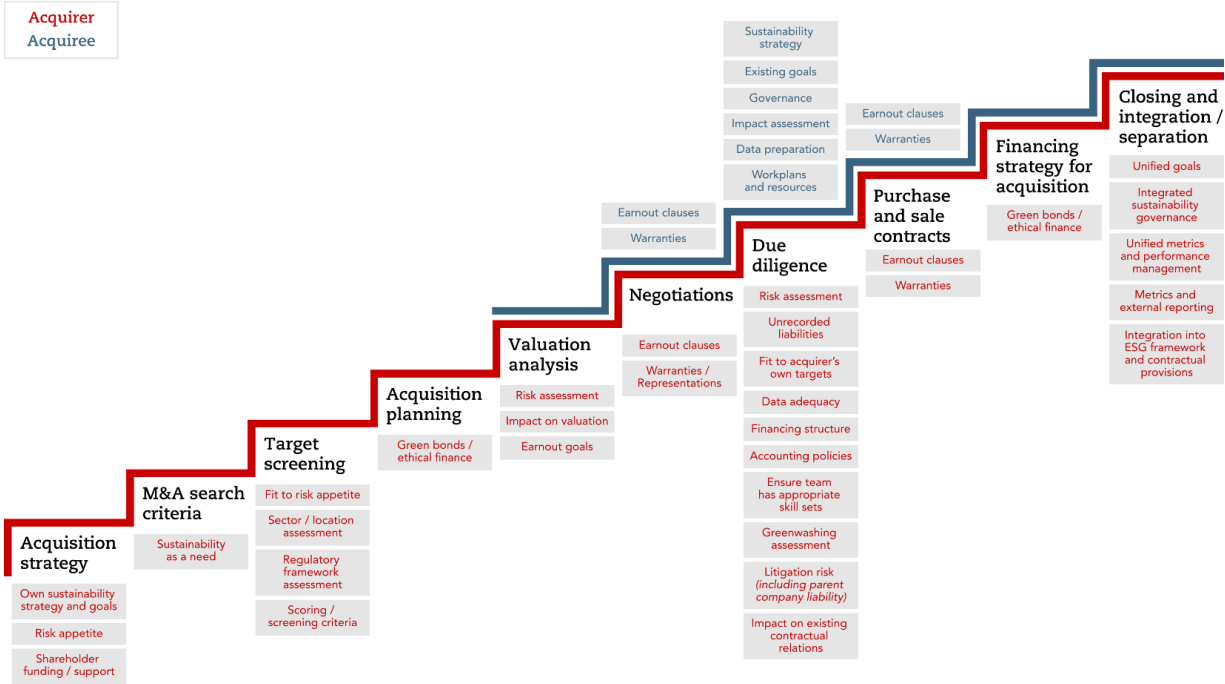 Acquirer
Acquiree
Acquisition
strategy
Own sustainability
strategy and goals
Risk appetite
Shareholder
funding / support
M&A search
criteria
Sustainability
as a need
Target
screening
Fit to risk appetite
Sector / location
assessment
Regulatory
framework
assessment
Scoring /
screening criteria
Acquisition
planning
Green bonds /
ethical finance
Valuation
analysis
Risk assessment
Impact on valuation
Earnout goals
Earnout clauses
Warranties
Negotiations
Earnout clauses
Warranties /
Representations
Sustainability
strategy
Existing goals
Governance
Impact assessment
Data preparation
Workplans
and resources
Due
diligence
Risk assessment
Unrecorded
liabilities
Fit to acquirer’s
own targets
Data adequacy
Financing structure
Accounting policies
Ensure team
has appropriate
skill sets
Greenwashing
assessment
Litigation risk
(including parent
company liability)
Impact on existing
contractual
relations
Earnout clauses
Warranties
Purchase
and sale
contracts
Earnout clauses
Warranties
Financing
strategy for
acquisition
Green bonds /
ethical finance
Closing and
integration /
separation
Unified goals
Integrated
sustainability
governance
Unified metrics
and performance
management
Metrics and
external reporting
Integration into
ESG framework
and contractual
provisions